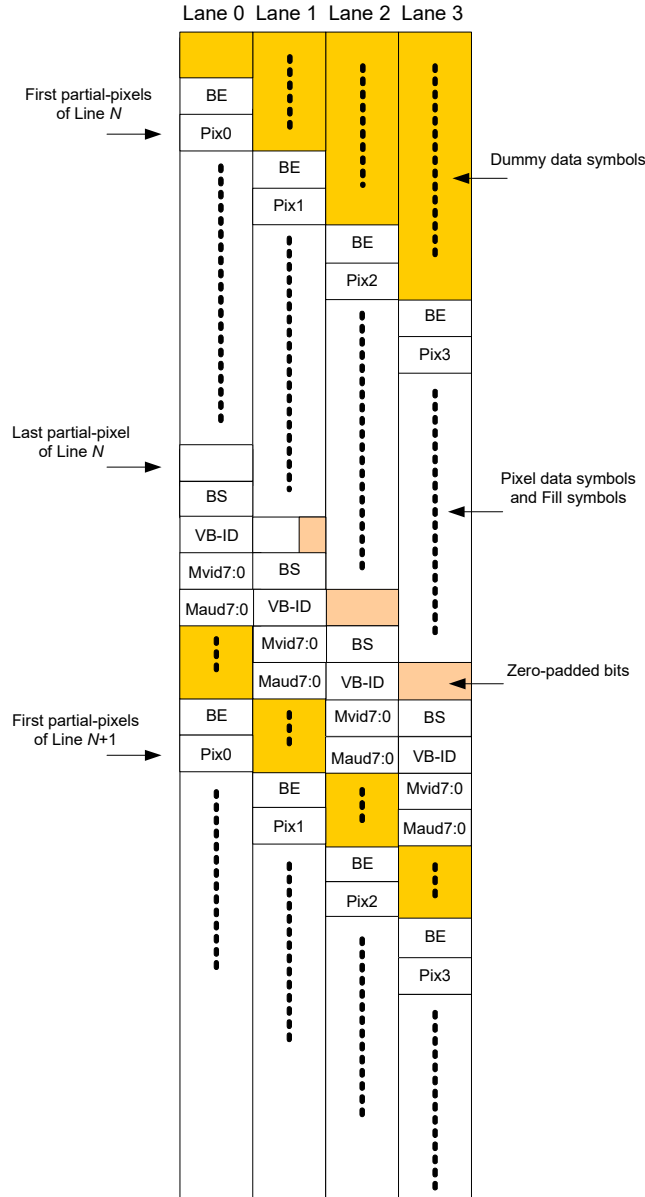 Lane 0 Lane 1 Lane 2 Lane 3
First partial-pixels
of Line N
BE
Pix0
Dummy data symbols
BE
Pix1
BE
Pix2
BE
Pix3
Last partial-pixel
of Line N
Pixel data symbols
and Fill symbols
BS
VB-ID
Mvid7:0 BS
Maud7:0 VB-ID
Mvid7:0 BS
Maud7:0 VB-ID
Zero-padded bits
First partial-pixels
of Line N+1
BE Mvid7:0 BS
Pix0 Maud7:0 VB-ID
BE Mvid7:0
Pix1 Maud7:0
BE
Pix2
BE
Pix3